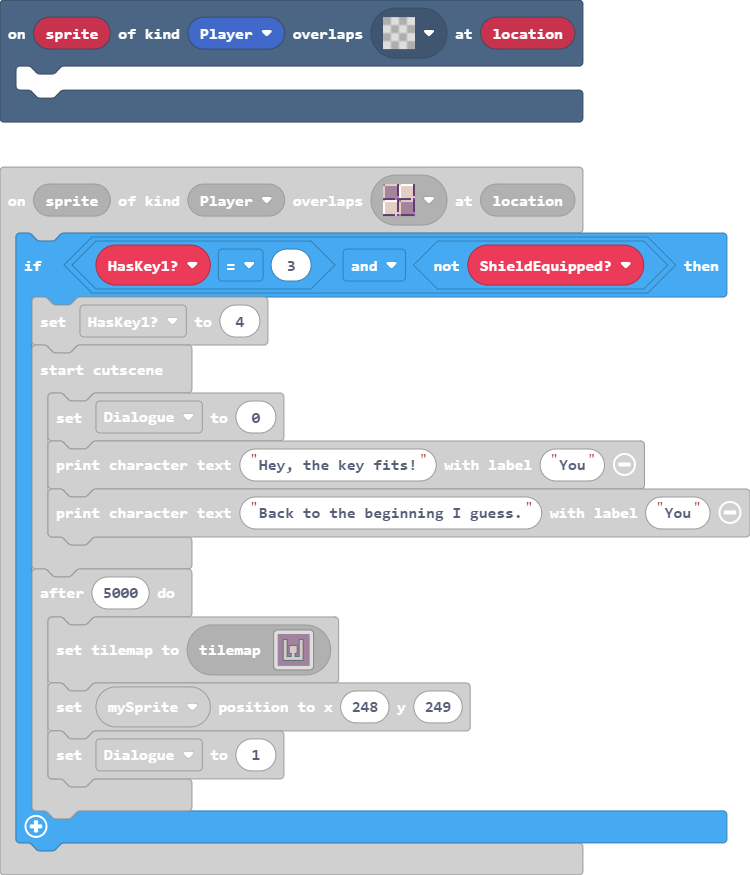 on sprite of kind Player overlaps at location
on sprite of kind Player overlaps at location
if HasKey1? = 3 and not ShieldEquipped? then
set HasKey1? to 4
start cutscene
set Dialogue to 0
print character text "Hey, the key fits!" with label "You"
print character text "Back to the beginning I guess." with label "You"
after 5000 do
set tilemap to tilemap
set mySprite position to x 248 y 249
set Dialogue to 1